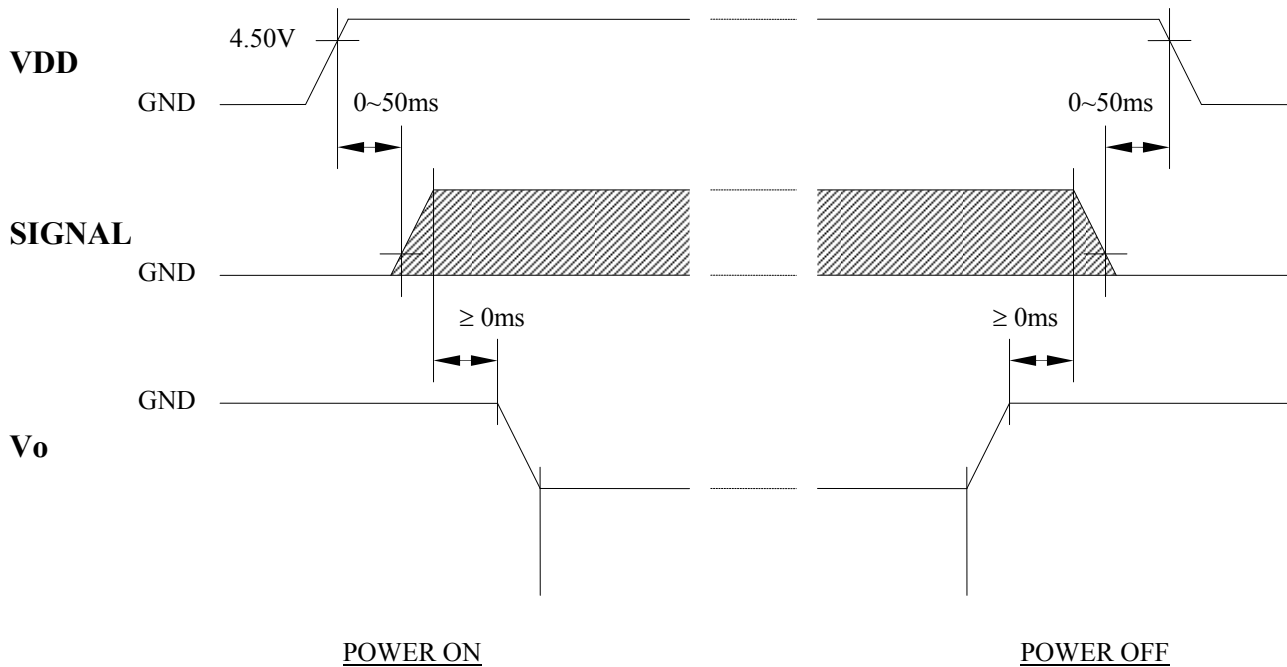 4.50V
VDD
GND
0~50ms
0~50ms
SIGNAL
GND
≥ 0ms
≥ 0ms
GND
Vo
POWER ON
POWER OFF